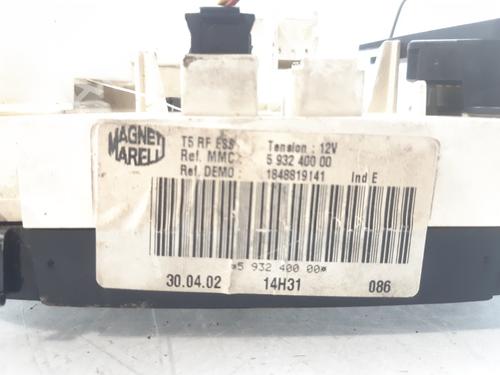 MAGNETI
MARELLI
T5 RF ESS Tension : 12V
Ref. MMC: 5 932 400 00
Ref. DEMO: 1848819141 Ind E
*5 932 400 00*
30.04.02 14H31 086